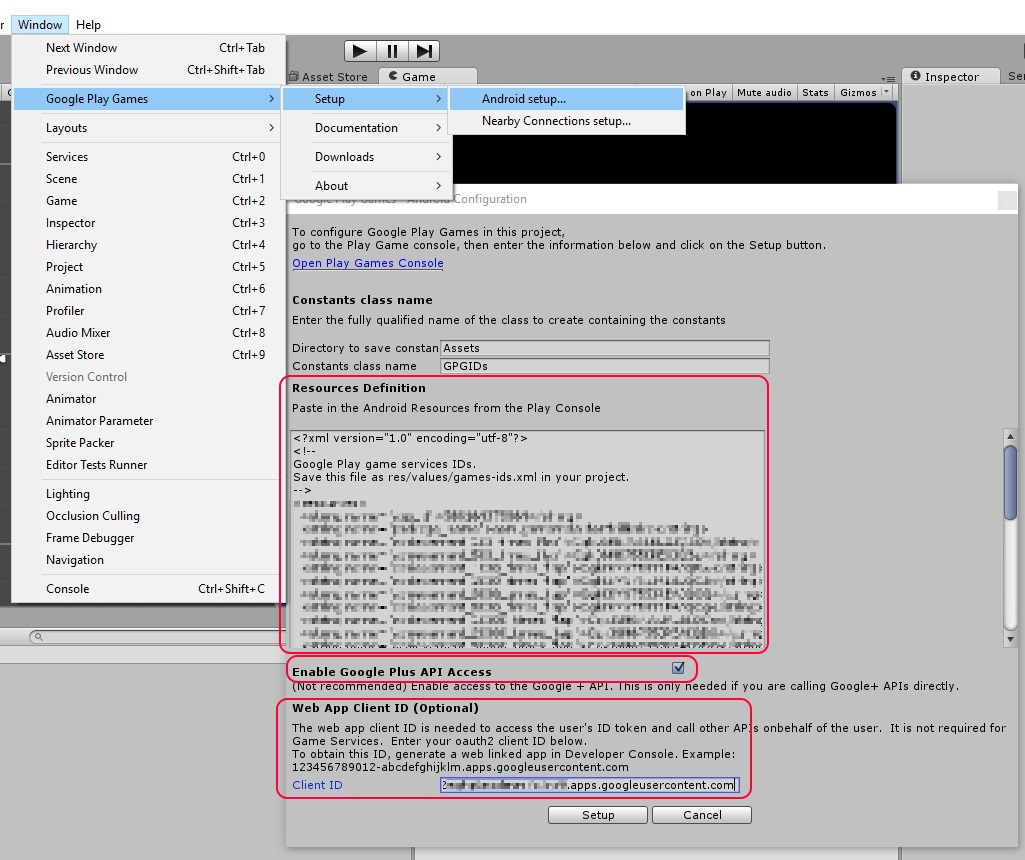 r Window Help
Next Window Ctrl+Tab
Previous Window Ctrl+Shift+Tab
Google Play Games
Layouts
Services Ctrl+0
Scene Ctrl+1
Game Ctrl+2
Inspector Ctrl+3
Hierarchy Ctrl+4
Project Ctrl+5
Animation Ctrl+6
Profiler Ctrl+7
Audio Mixer Ctrl+8
Asset Store Ctrl+9
Version Control
Animator
Animator Parameter
Sprite Packer
Editor Tests Runner
Lighting
Occlusion Culling
Frame Debugger
Navigation
Console Ctrl+Shift+C
Setup
Documentation
Downloads
About
Android setup...
Nearby Connections setup...
Asset Store Game
on Play Mute audio Stats Gizmos
Inspector Ser
Google Play Games - Android Configuration
To configure Google Play Games in this project,
go to the Play Game console, then enter the information below and click on the Setup button.
Open Play Games Console
Constants class name
Enter the fully qualified name of the class to create containing the constants
Directory to save constan Assets
Constants class name GPGIDs
Resources Definition
Paste in the Android Resources from the Play Console
<?xml version="1.0" encoding="utf-8"?>
<!--
Google Play game services IDs.
Save this file as res/values/games-ids.xml in your project.
-->
Enable Google Plus API Access
(Not recommended) Enable access to the Google + API. This is only needed if you are calling Google+ APIs directly.
Web App Client ID (Optional)
The web app client ID is needed to access the user's ID token and call other APIs onbehalf of the user. It is not required for
Game Services. Enter your oauth2 client ID below.
To obtain this ID, generate a web linked app in Developer Console. Example:
123456789012-abcdefghijklm.apps.googleusercontent.com
Client ID .apps.googleusercontent.com
Setup Cancel